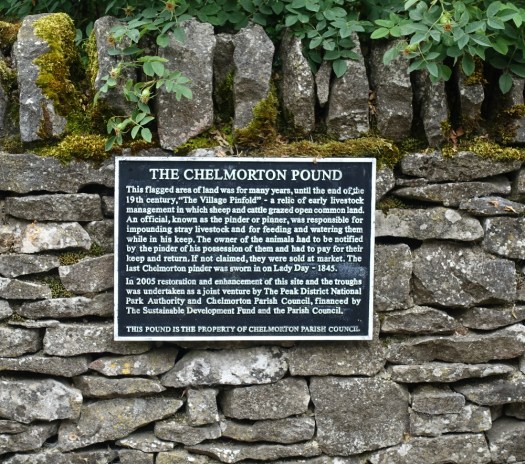 THE CHELMORTON POUND
This flagged area of land was for many years, until the end of the
19th century, "The Village Pinfold" - a relic of early livestock
management in which sheep and cattle grazed open common land.
An official, known as the pinder or pinner, was responsible for
impounding stray livestock and for feeding and watering them
while in his keep. The owner of the animals had to be notified
by the pinder of his possession of them and had to pay for their
keep and return. If not claimed, they were sold at market. The
last Chelmorton pinder was sworn in on Lady Day - 1845.
In 2005 restoration and enhancement of this site and the troughs
was undertaken as a joint venture by The Peak District National
Park Authority and Chelmorton Parish Council, financed by
The Sustainable Development Fund and the Parish Council.
THIS POUND IS THE PROPERTY OF CHELMORTON PARISH COUNCIL